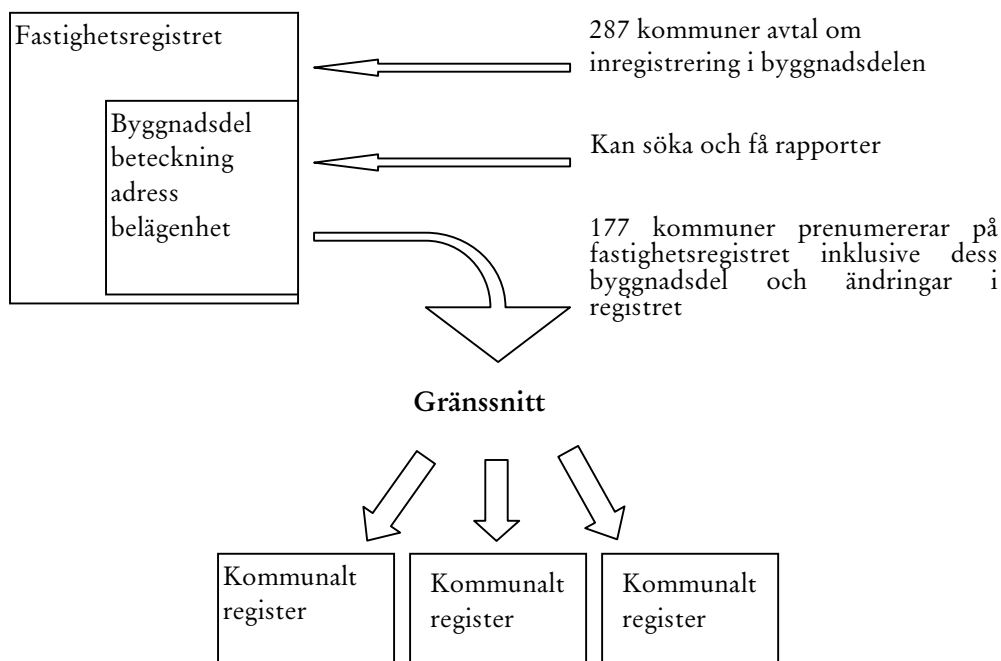 Fastighetsregistret
287 kommuner avtal om
inregistrering i byggnadsdelen
Byggnadsdel
beteckning
adress
belägenhet
Kan söka och få rapporter
177 kommuner prenumererar på
fastighetsregistret inklusive dess
byggnadsdel och ändringar i
registret
Gränssnitt
Kommunalt
register
Kommunalt
register
Kommunalt
register